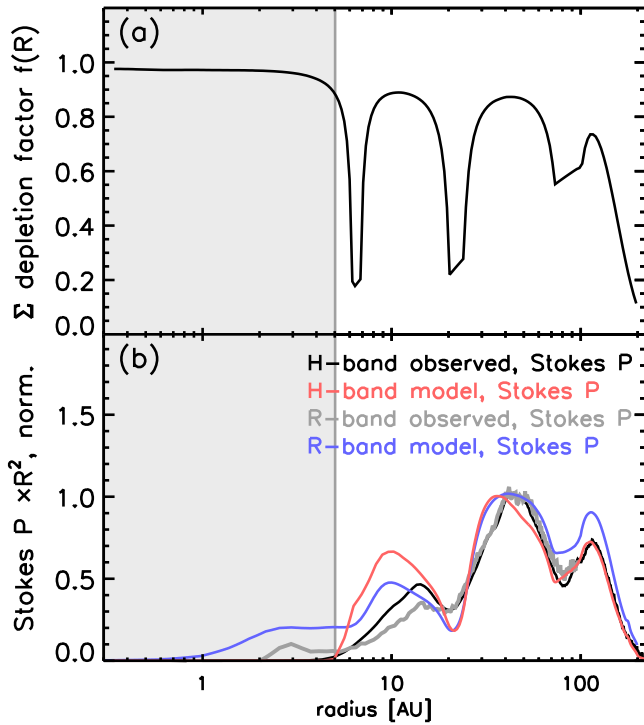 (a)
Σ depletion factor f(R)
1.0
0.8
0.6
0.4
0.2
0.0
(b)
H-band observed, Stokes P
H-band model, Stokes P
R-band observed, Stokes P
R-band model, Stokes P
Stokes P ×R², norm.
1.5
1.0
0.5
0.0
1 10 100
radius [AU]